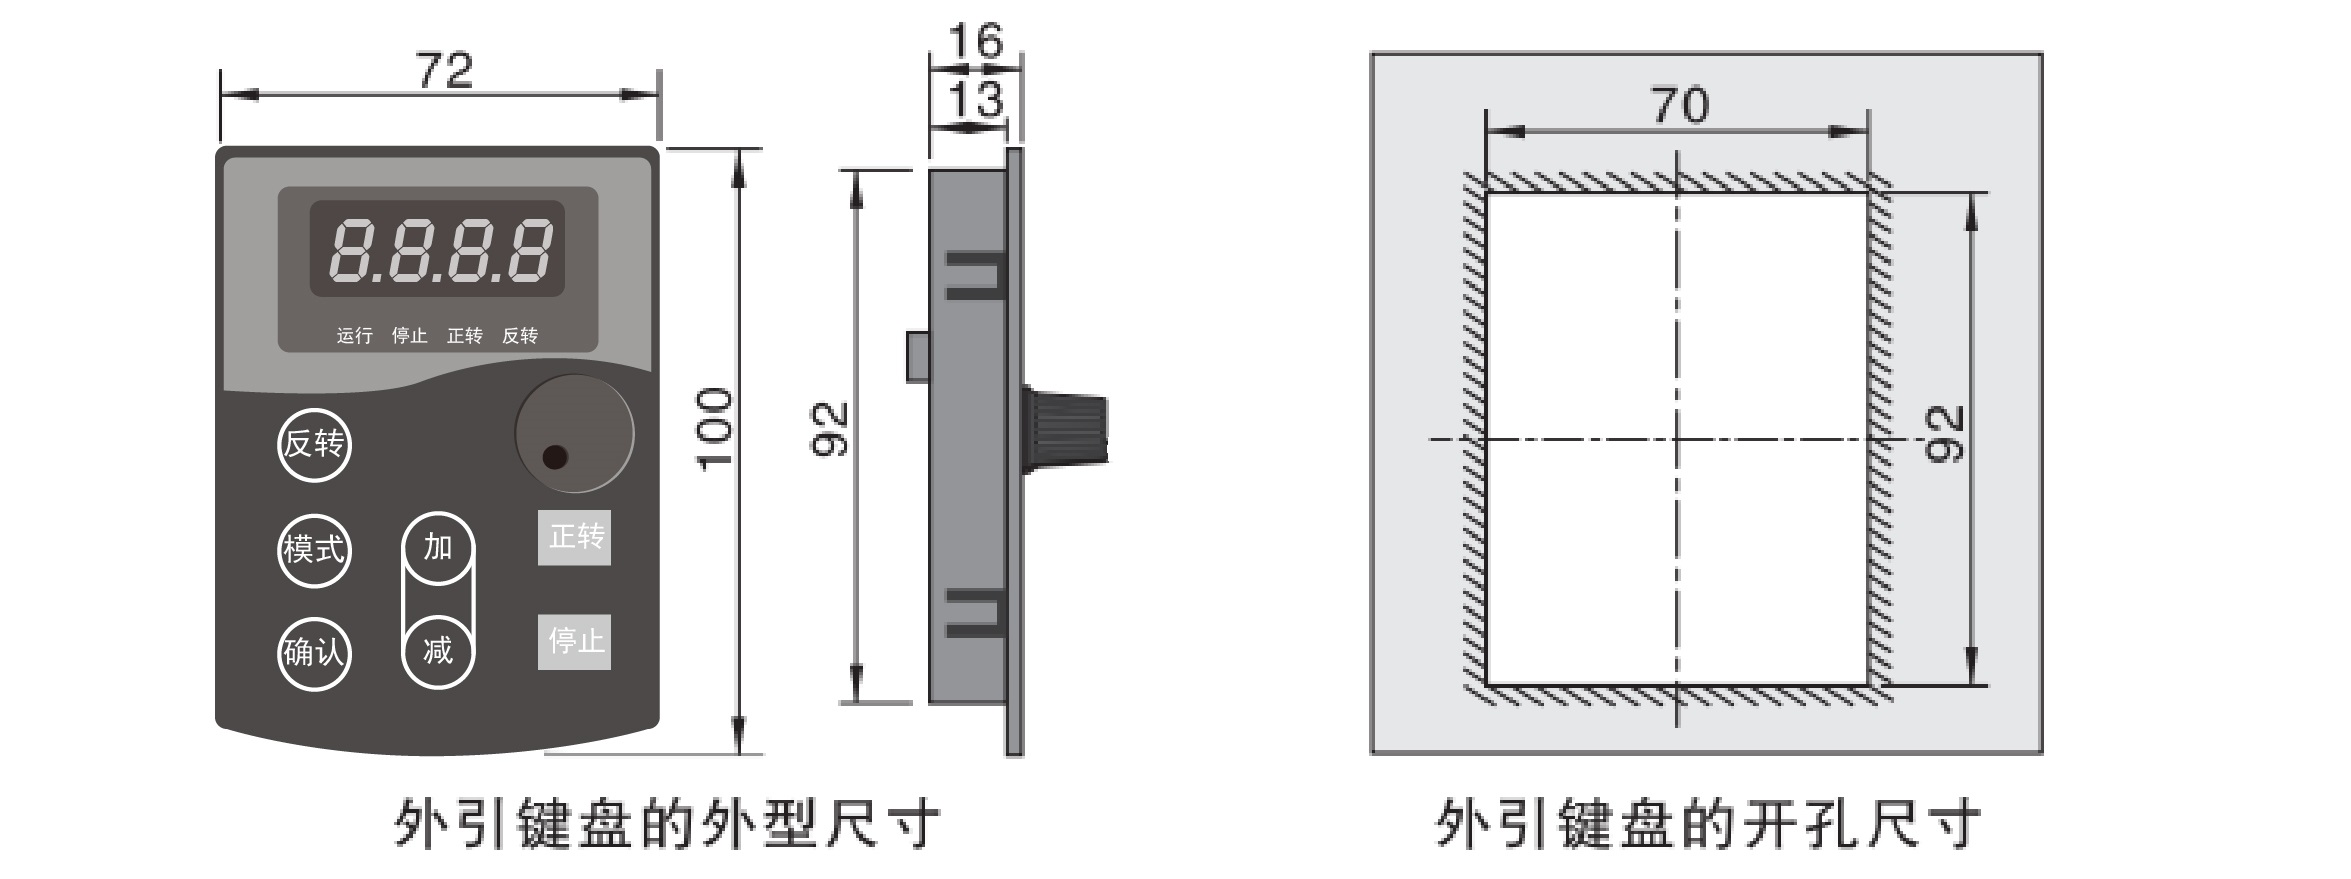 72
16
13
8.8.8.8
运行 停止 正转 反转
100
92
反转
模式
加
正转
确认
减
停止
外引键盘的外型尺寸
70
92
外引键盘的开孔尺寸